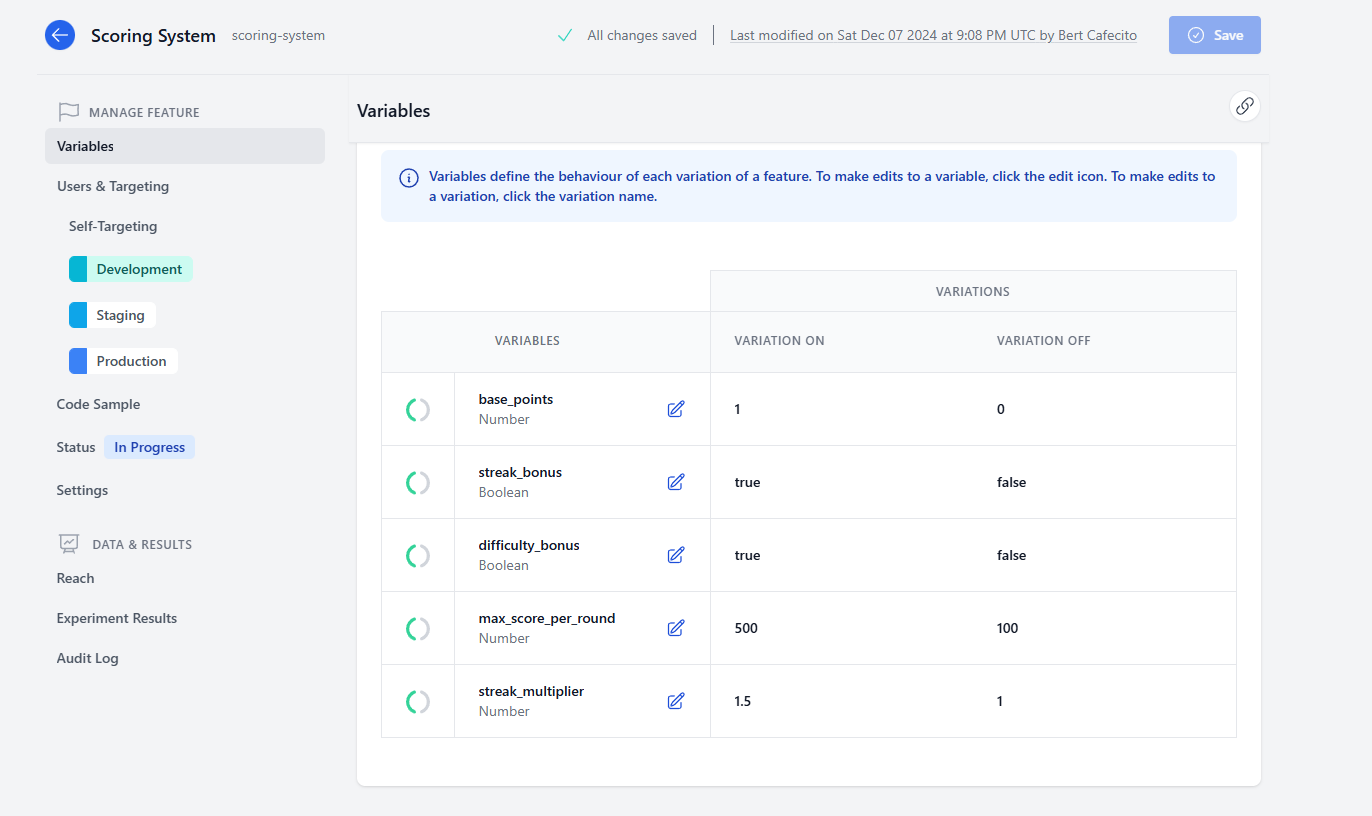 Scoring System
scoring-system
All changes saved
Last modified on Sat Dec 07 2024 at 9:08 PM UTC by Bert Cafecito
Save
MANAGE FEATURE
Variables
Users & Targeting
Self-Targeting
Development
Staging
Production
Code Sample
Status
In Progress
Settings
DATA & RESULTS
Reach
Experiment Results
Audit Log
Variables
Variables define the behaviour of each variation of a feature. To make edits to a variable, click the edit icon. To make edits to
a variation, click the variation name.
VARIATIONS
VARIABLES
VARIATION ON
VARIATION OFF
base_points
Number
1
0
streak_bonus
Boolean
true
false
difficulty_bonus
Boolean
true
false
max_score_per_round
Number
500
100
streak_multiplier
Number
1.5
1